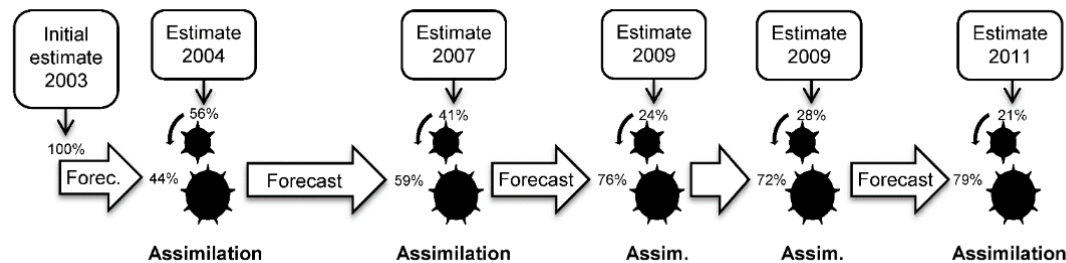 Initial
estimate
2003
Estimate
2004
Estimate
2007
Estimate
2009
Estimate
2009
Estimate
2011
100%
56%
41%
24%
28%
21%
Forec.
44%
Forecast
59%
Forecast
76%
72%
Forecast
79%
Assimilation
Assimilation
Assim.
Assim.
Assimilation